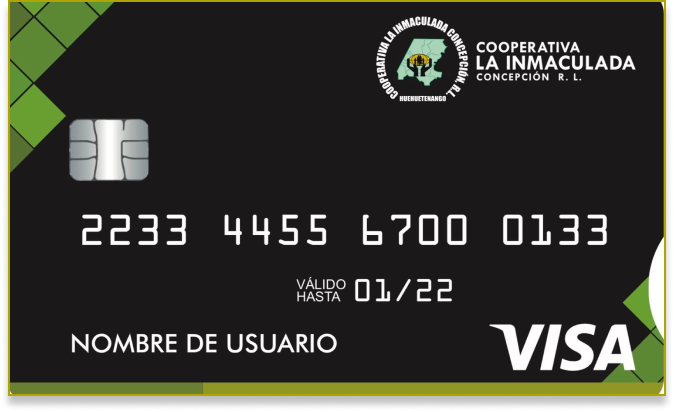 COOPERATIVA LA INMACULADA CONCEPCIÓN, R.L.
HUEHUETENANGO
COOPERATIVA
LA INMACULADA
CONCEPCIÓN R. L.
2233 4455 6700 0133
VÁLIDO
HASTA 01/22
NOMBRE DE USUARIO
VISA